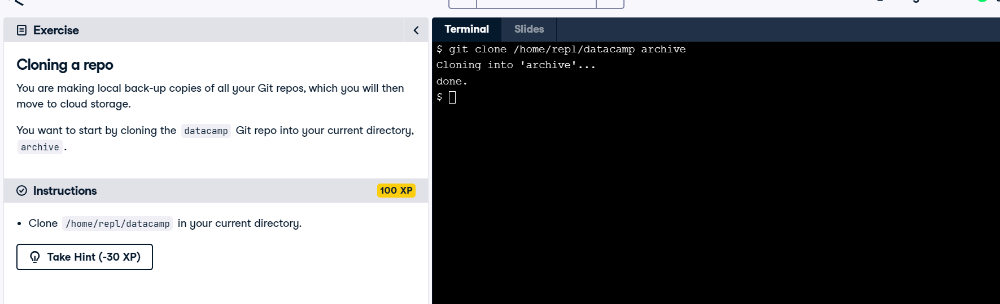 Exercise
Cloning a repo
You are making local back-up copies of all your Git repos, which you will then
move to cloud storage.
You want to start by cloning the datacamp Git repo into your current directory,
archive .
Instructions
100 XP
Clone /home/repl/datacamp in your current directory.
Take Hint (-30 XP)
Terminal
Slides
$ git clone /home/repl/datacamp archive
Cloning into 'archive'...
done.
$